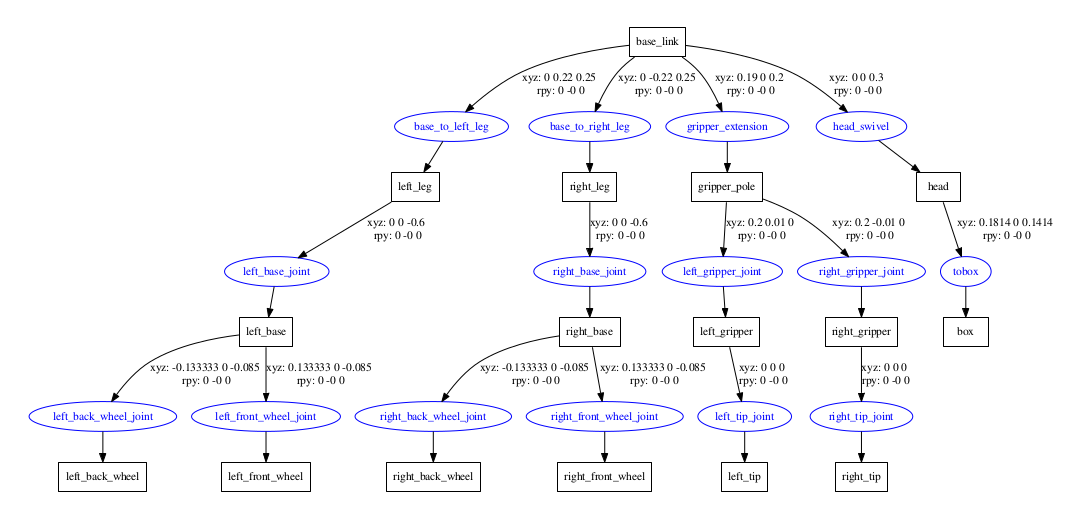 base_link
xyz: 0 0.22 0.25
rpy: 0 -0 0
xyz: 0 -0.22 0.25
rpy: 0 -0 0
xyz: 0.19 0 0.2
rpy: 0 -0 0
xyz: 0 0 0.3
rpy: 0 -0 0
base_to_left_leg
base_to_right_leg
gripper_extension
head_swivel
left_leg
right_leg
gripper_pole
head
xyz: 0 0 -0.6
rpy: 0 -0 0
xyz: 0 0 -0.6
rpy: 0 -0 0
xyz: 0.2 0.01 0
rpy: 0 -0 0
xyz: 0.2 -0.01 0
rpy: 0 -0 0
xyz: 0.1814 0 0.1414
rpy: 0 -0 0
left_base_joint
right_base_joint
left_gripper_joint
right_gripper_joint
tobox
left_base
right_base
left_gripper
right_gripper
box
xyz: -0.133333 0 -0.085
rpy: 0 -0 0
xyz: 0.133333 0 -0.085
rpy: 0 -0 0
xyz: -0.133333 0 -0.085
rpy: 0 -0 0
xyz: 0.133333 0 -0.085
rpy: 0 -0 0
xyz: 0 0 0
rpy: 0 -0 0
xyz: 0 0 0
rpy: 0 -0 0
left_back_wheel_joint
left_front_wheel_joint
right_back_wheel_joint
right_front_wheel_joint
left_tip_joint
right_tip_joint
left_back_wheel
left_front_wheel
right_back_wheel
right_front_wheel
left_tip
right_tip